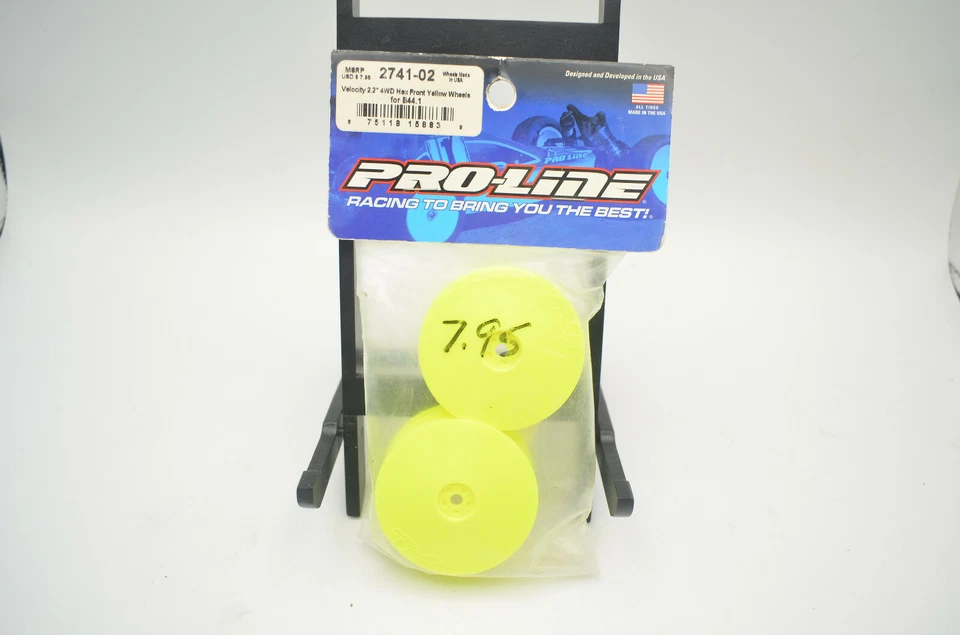 MSRP
USD $ 7.95
2741-02
Wheels Made
in USA
Velocity 2.2" 4WD Hex Front Yellow Wheels
for B44.1
Designed and Developed in the USA
ALL TIRES
MADE IN THE USA
PRO-LINE
PRO-LINE
RACING TO BRING YOU THE BEST!
7.95